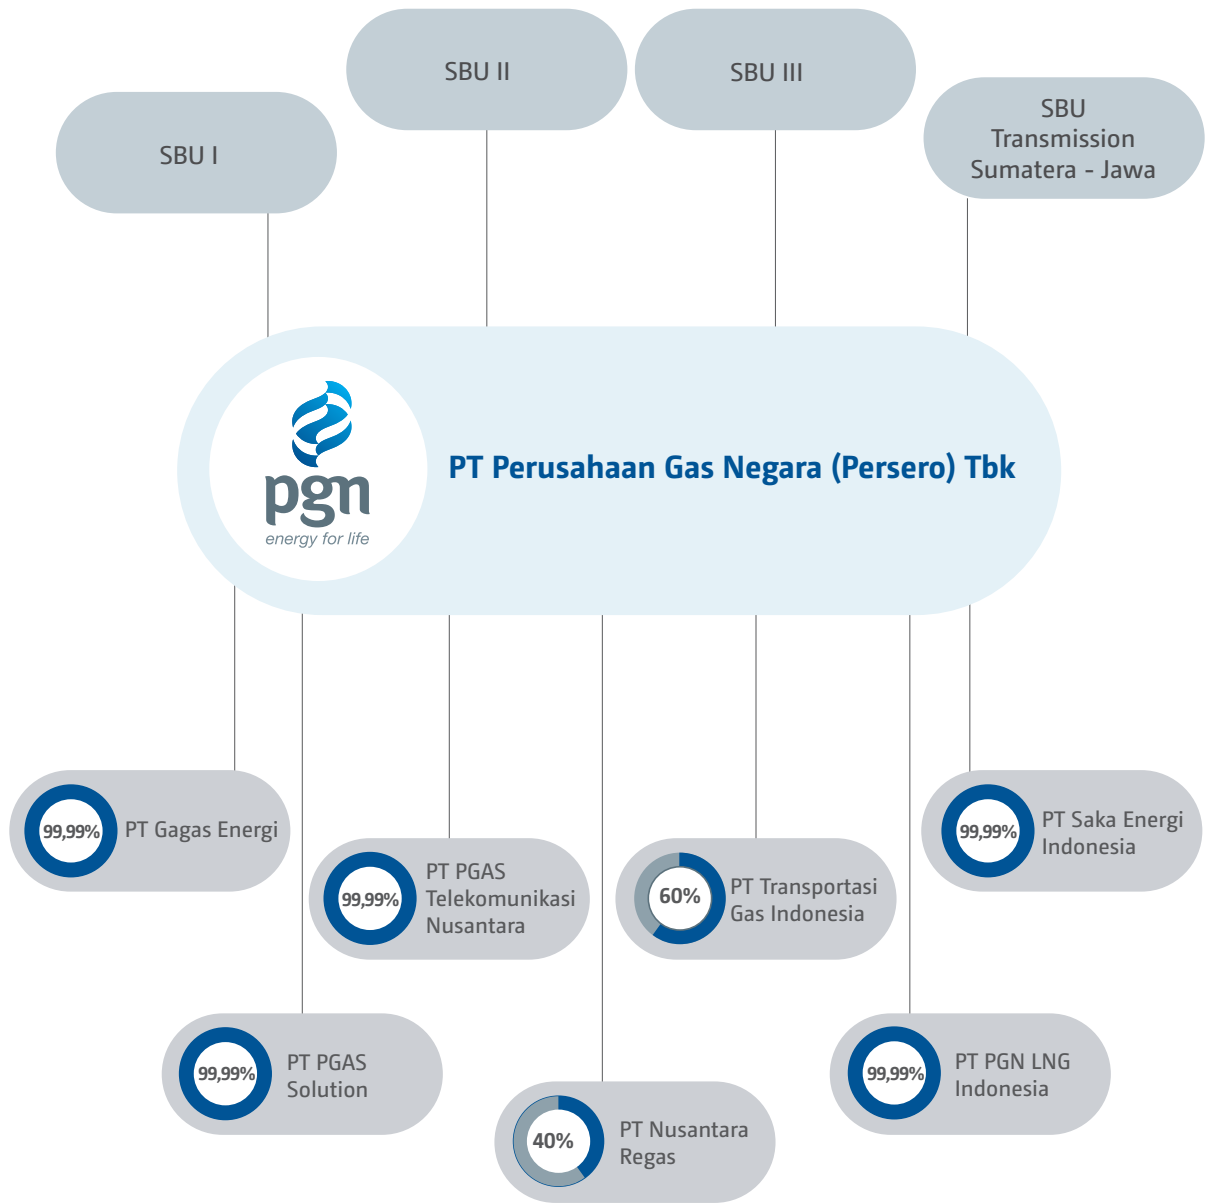 SBU II
SBU III
SBU I
SBU
Transmission
Sumatera - Jawa
pgn
energy for life
PT Perusahaan Gas Negara (Persero) Tbk
99,99%
PT Gagas Energi
99,99%
PT Saka Energi
Indonesia
99,99%
PT PGAS
Telekomunikasi
Nusantara
60%
PT Transportasi
Gas Indonesia
99,99%
PT PGAS
Solution
99,99%
PT PGN LNG
Indonesia
40%
PT Nusantara
Regas